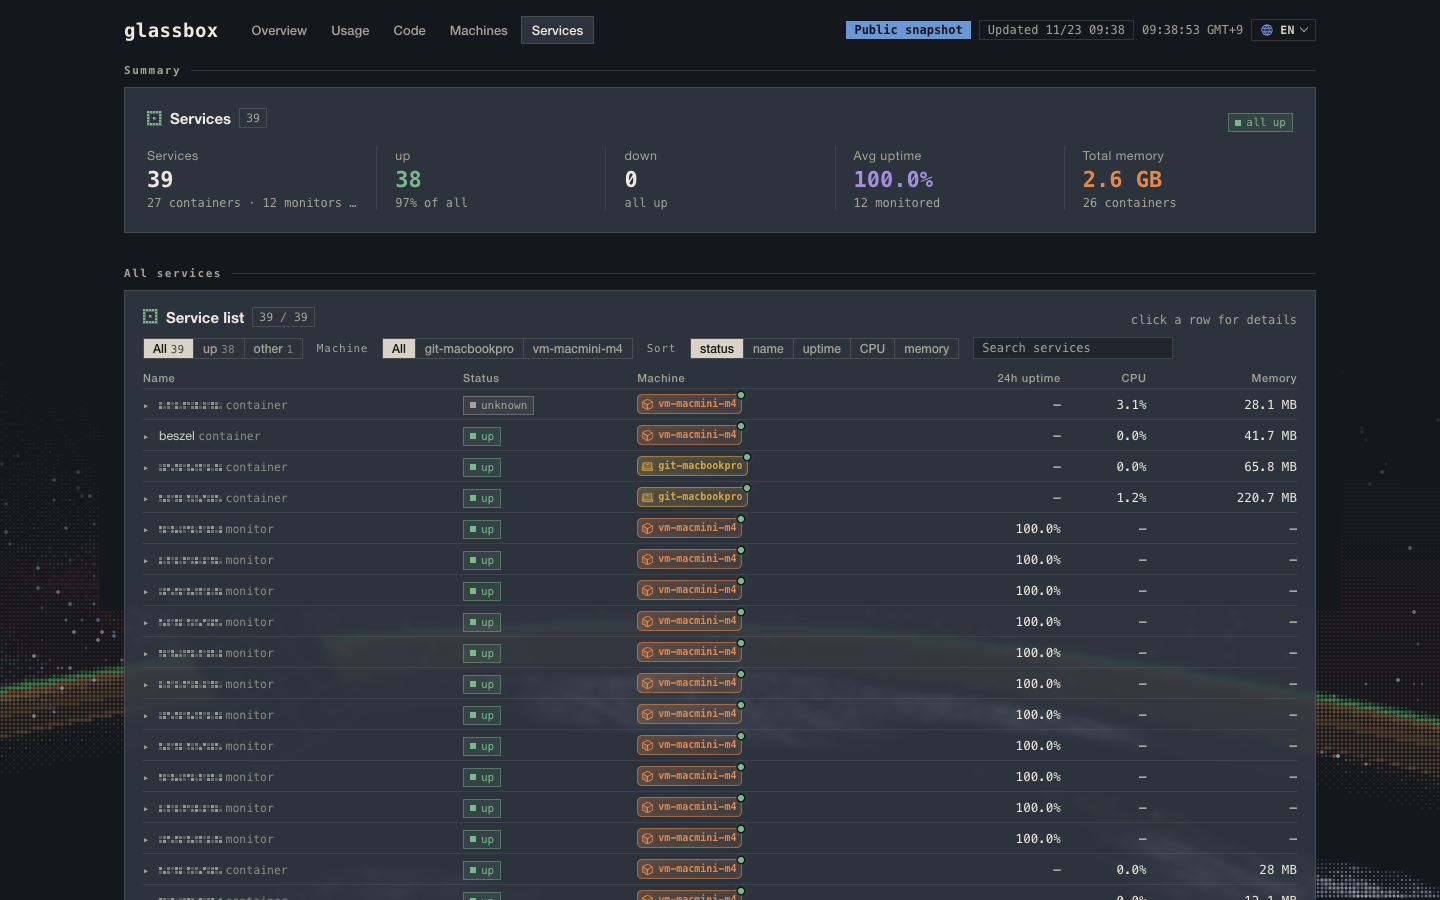 glassbox Overview Usage Code Machines Services Public snapshot Updated 11/23 09:38 09:38:53 GMT+9 EN
Summary
Services 39 all up
Services up down Avg uptime Total memory
39 38 0 100.0% 2.6 GB
27 containers · 12 monitors … 97% of all all up 12 monitored 26 containers
All services
Service list 39 / 39 click a row for details
All 39 up 38 other 1 Machine All git-macbookpro vm-macmini-m4 Sort status name uptime CPU memory Search services
Name Status Machine 24h uptime CPU Memory
container unknown vm-macmini-m4 — 3.1% 28.1 MB
beszel container up vm-macmini-m4 — 0.0% 41.7 MB
container up git-macbookpro — 0.0% 65.8 MB
container up git-macbookpro — 1.2% 220.7 MB
monitor up vm-macmini-m4 100.0% — —
monitor up vm-macmini-m4 100.0% — —
monitor up vm-macmini-m4 100.0% — —
monitor up vm-macmini-m4 100.0% — —
monitor up vm-macmini-m4 100.0% — —
monitor up vm-macmini-m4 100.0% — —
monitor up vm-macmini-m4 100.0% — —
monitor up vm-macmini-m4 100.0% — —
monitor up vm-macmini-m4 100.0% — —
monitor up vm-macmini-m4 100.0% — —
monitor up vm-macmini-m4 100.0% — —
container up vm-macmini-m4 — 0.0% 28 MB